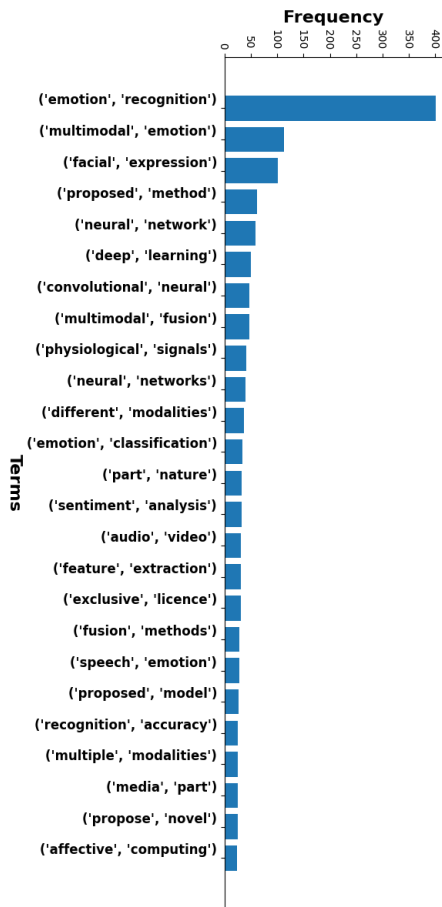 Frequency
0 50 100 150 200 250 300 350 400
('emotion', 'recognition')
('multimodal', 'emotion')
('facial', 'expression')
('proposed', 'method')
('neural', 'network')
('deep', 'learning')
('convolutional', 'neural')
('multimodal', 'fusion')
('physiological', 'signals')
('neural', 'networks')
('different', 'modalities')
('emotion', 'classification')
('part', 'nature')
('sentiment', 'analysis')
('audio', 'video')
('feature', 'extraction')
('exclusive', 'licence')
('fusion', 'methods')
('speech', 'emotion')
('proposed', 'model')
('recognition', 'accuracy')
('multiple', 'modalities')
('media', 'part')
('propose', 'novel')
('affective', 'computing')
Terms